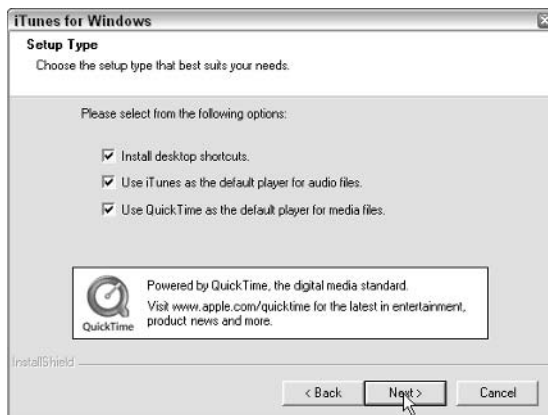 iTunes for Windows
Setup Type
Choose the setup type that best suits your needs.
Please select from the following options:
Install desktop shortcuts.
Use iTunes as the default player for audio files.
Use QuickTime as the default player for media files.
Powered by QuickTime, the digital media standard.
Visit www.apple.com/quicktime for the latest in entertainment,
product news and more.
QuickTime
InstallShield
< Back
Next >
Cancel